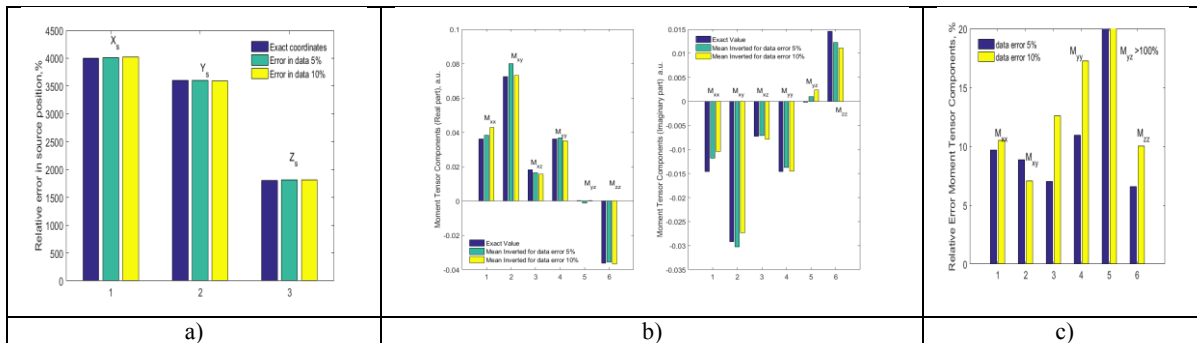 Relative error in source position,%
5000
4500
4000
3500
3000
2500
2000
1500
1000
500
0
X_s
Y_s
Z_s
Exact coordinates
Error in data 5%
Error in data 10%
1 2 3
a)
Moment Tensor Components (Real part), a.u.
0.1
0.08
0.06
0.04
0.02
0
-0.02
-0.04
M_xx
M_xy
M_xz
M_yy
M_yz
M_zz
Exact Value
Mean Inverted for data error 5%
Mean Inverted for data error 10%
1 2 3 4 5 6
Moment Tensor Components (Imaginary part) a.u.
0.015
0.01
0.005
0
-0.005
-0.01
-0.015
-0.02
-0.025
-0.03
-0.035
Exact Value
Mean Inverted for data error 5%
Mean Inverted for data error 10%
M_xx
M_xy
M_xz
M_yy
M_yz
M_zz
1 2 3 4 5 6
b)
Relative Error Moment Tensor Components, %
20
15
10
5
0
data error 5%
data error 10%
M_xx
M_xy
M_yy
M_yz >100%
M_zz
1 2 3 4 5 6
c)